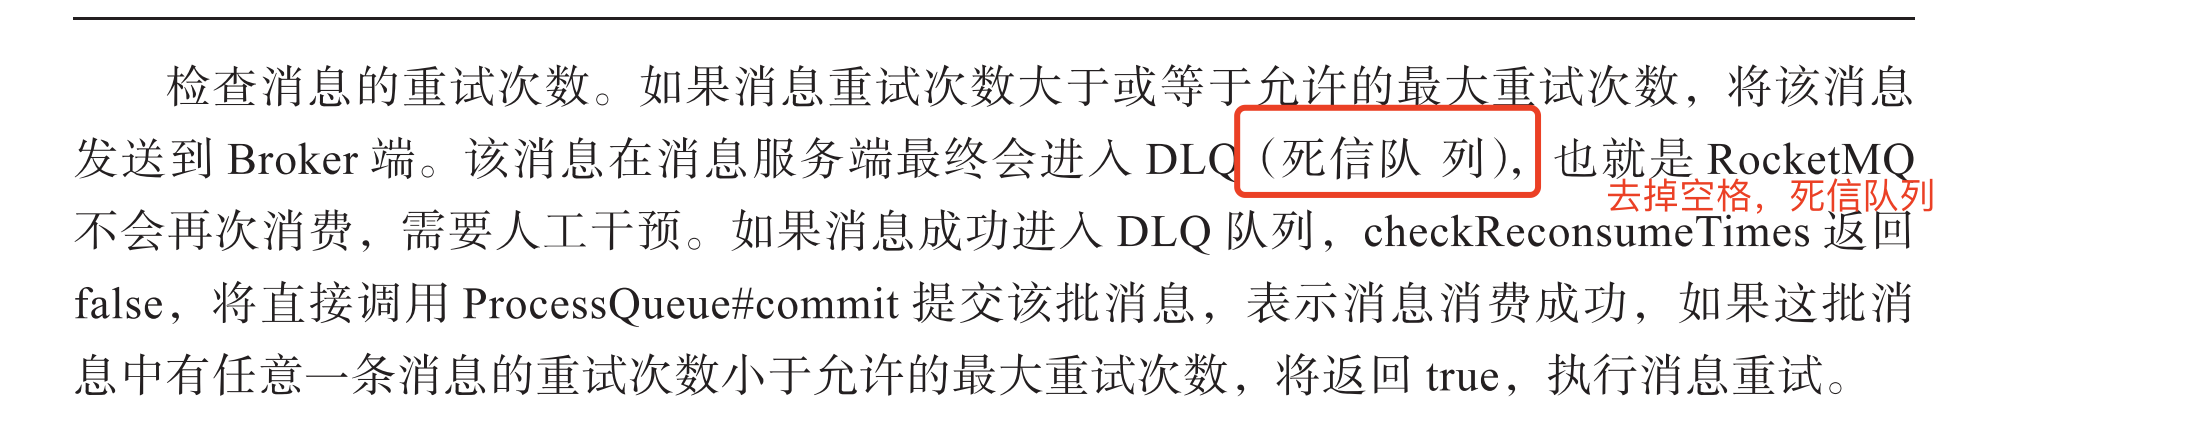 检查消息的重试次数。如果消息重试次数大于或等于允许的最大重试次数，将该消息
发送到 Broker 端。该消息在消息服务端最终会进入 DLQ（死信队 列），也就是 RocketMQ
去掉空格，死信队列
不会再次消费，需要人工干预。如果消息成功进入 DLQ 队列，checkReconsumeTimes 返回
false，将直接调用 ProcessQueue#commit 提交该批消息，表示消息消费成功，如果这批消
息中有任意一条消息的重试次数小于允许的最大重试次数，将返回 true，执行消息重试。